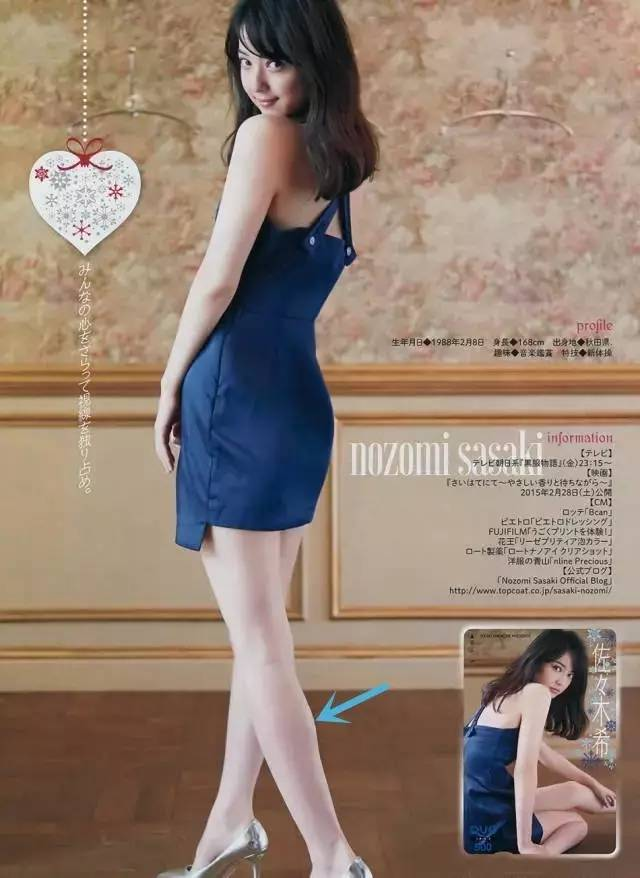 みんなの心をさらって視線を独り占め。
profile
生年月日◆1988年2月8日 身長◆168cm 出身地◆秋田県。
趣味◆音楽鑑賞 特技◆新体操
nozomi sasaki
information
【テレビ】
テレビ朝日系『黒服物語』(金)23:15〜
【映画】
『さいはてにて〜やさしい香りと待ちながら〜』
2015年2月28日(土)公開
【CM】
ロッテ「Bcan」
ピエトロ「ピエトロドレッシング」
FUJIFILM「うごくプリントを体験!」
花王「リーゼプリティア泡カラー」
ロート製薬「ロートナノアイ クリアショット」
洋服の青山「nline Precious」
【公式ブログ】
「Nozomi Sasaki Official Blog」
http://www.topcoat.co.jp/sasaki-nozomi/
佐々木希
QUO
500